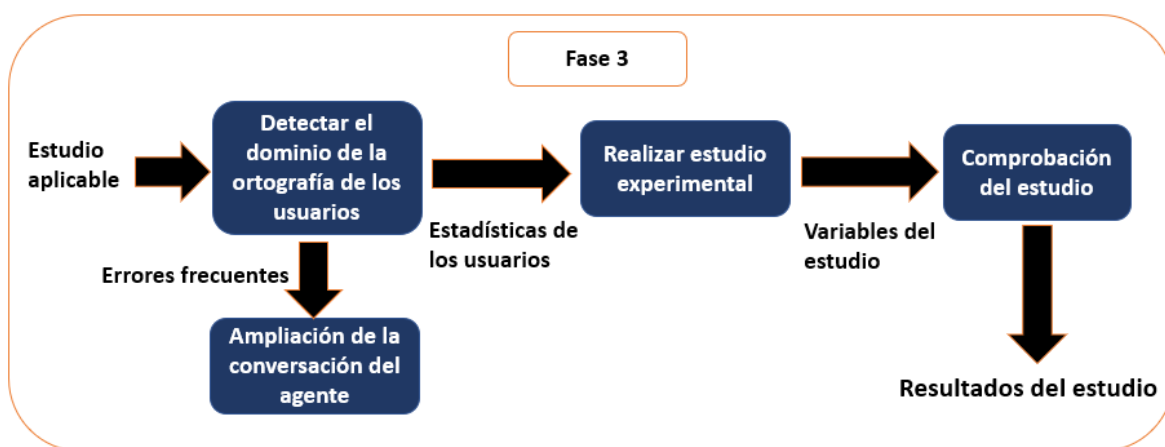 Fase 3
Estudio
aplicable
Detectar el
dominio de la
ortografía de los
usuarios
Estadísticas de
los usuarios
Realizar estudio
experimental
Variables del
estudio
Comprobación
del estudio
Errores frecuentes
Ampliación de la
conversación del
agente
Resultados del estudio